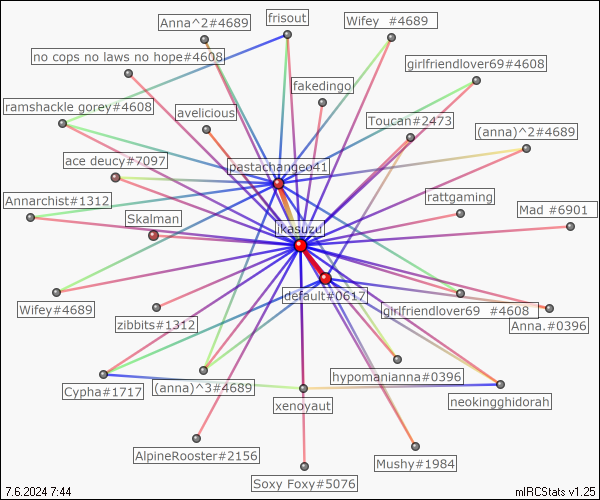 Anna^2#4689
frisout
Wifey  #4689
no cops no laws no hope#4608
girlfriendlover69#4608
fakedingo
ramshackle gorey#4608
avelicious
Toucan#2473
(anna)^2#4689
ace deucy#7097
pastachangeo41
Annarchist#1312
rattgaming
Mad #6901
Skalman
jkasuzu
default#0617
Wifey#4689
zibbits#1312
girlfriendlover69  #4608
Anna.#0396
Cypha#1717
(anna)^3#4689
hypomanianna#0396
xenoyaut
neokingghidorah
AlpineRooster#2156
Mushy#1984
Soxy Foxy#5076
7.6.2024 7:44
mIRCStats v1.25